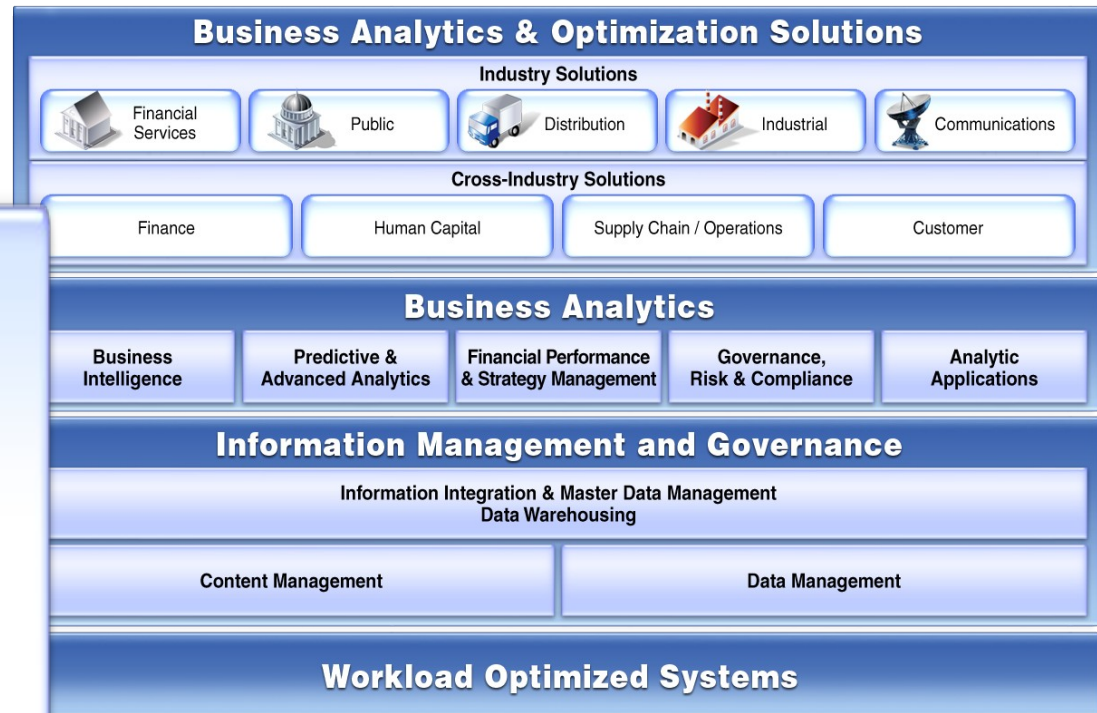 Business Analytics & Optimization Solutions
Industry Solutions
Financial
Services
Public
Distribution
Industrial
Communications
Cross-Industry Solutions
Finance
Human Capital
Supply Chain / Operations
Customer
Business Analytics
Business
Intelligence
Predictive &
Advanced Analytics
Financial Performance
& Strategy Management
Governance,
Risk & Compliance
Analytic
Applications
Information Management and Governance
Information Integration & Master Data Management
Data Warehousing
Content Management
Data Management
Workload Optimized Systems